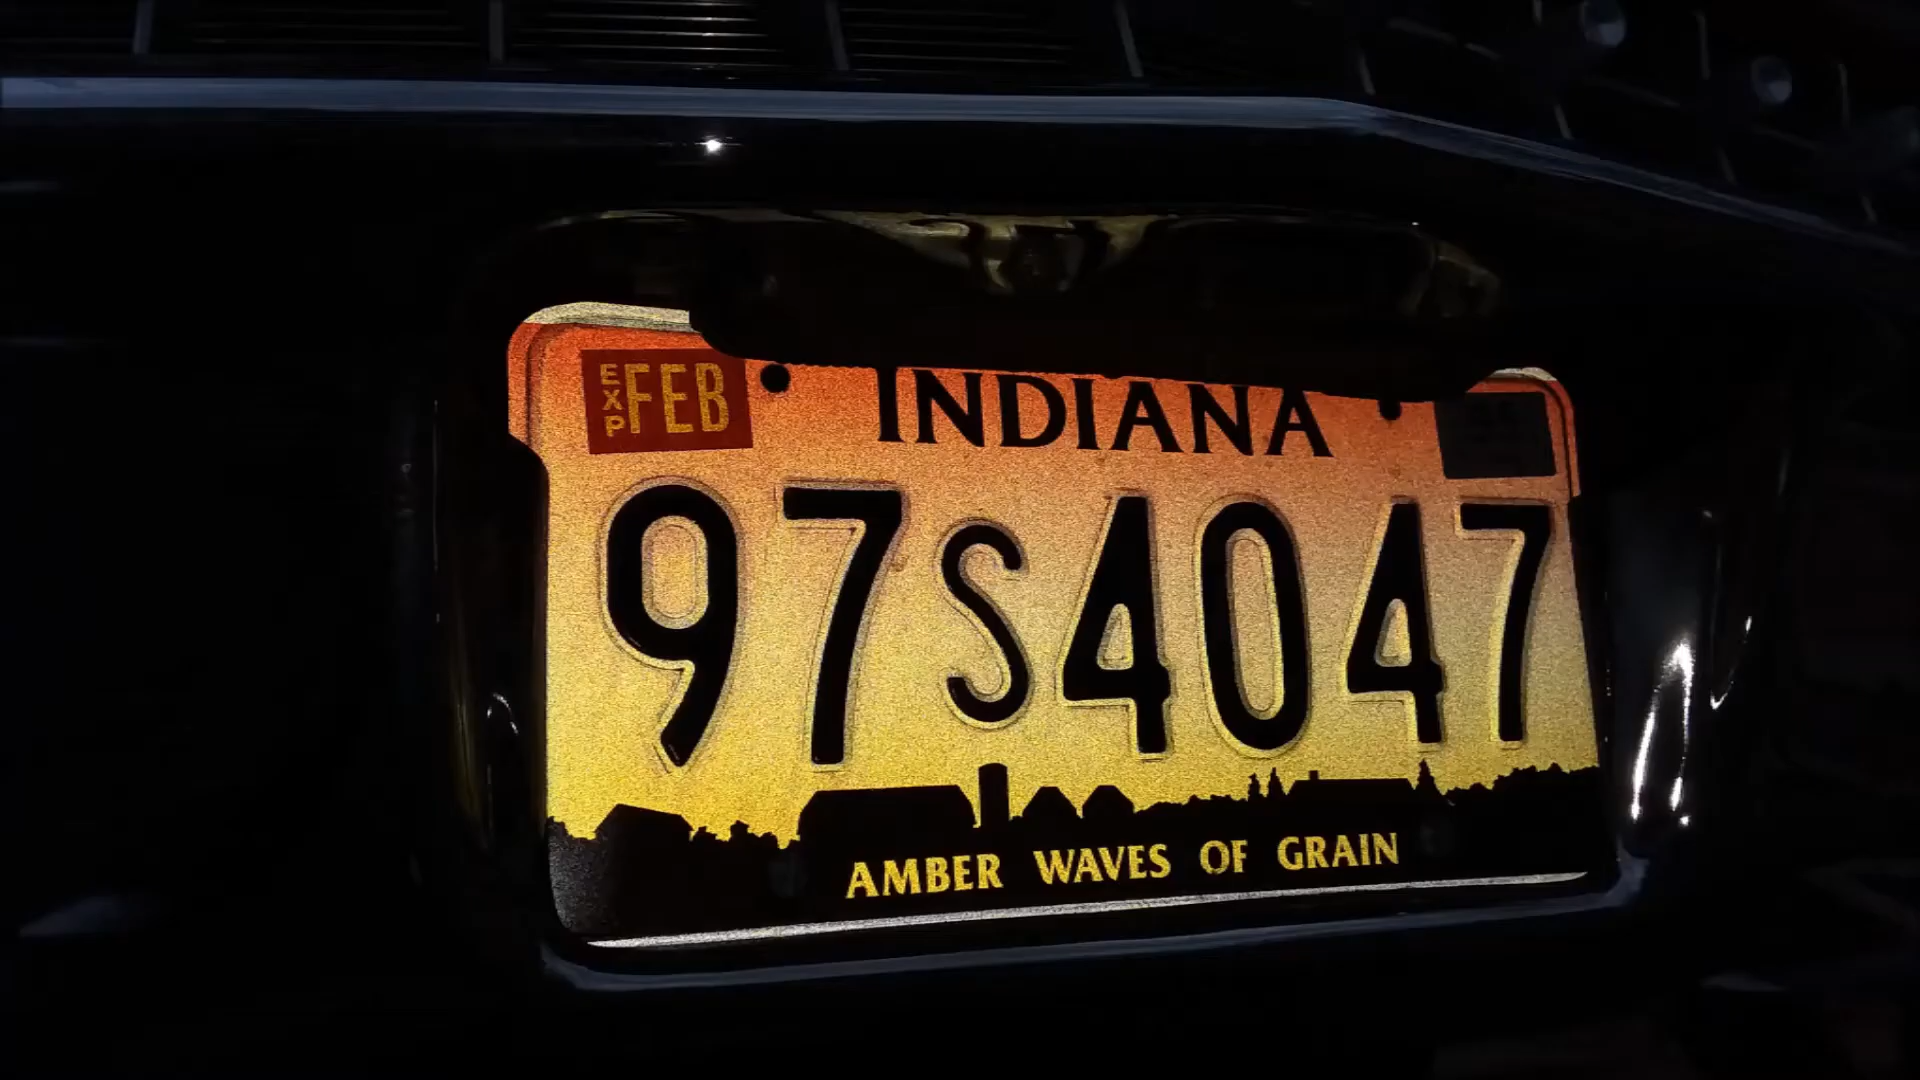 EXP FEB
INDIANA
97S4047
AMBER WAVES OF GRAIN